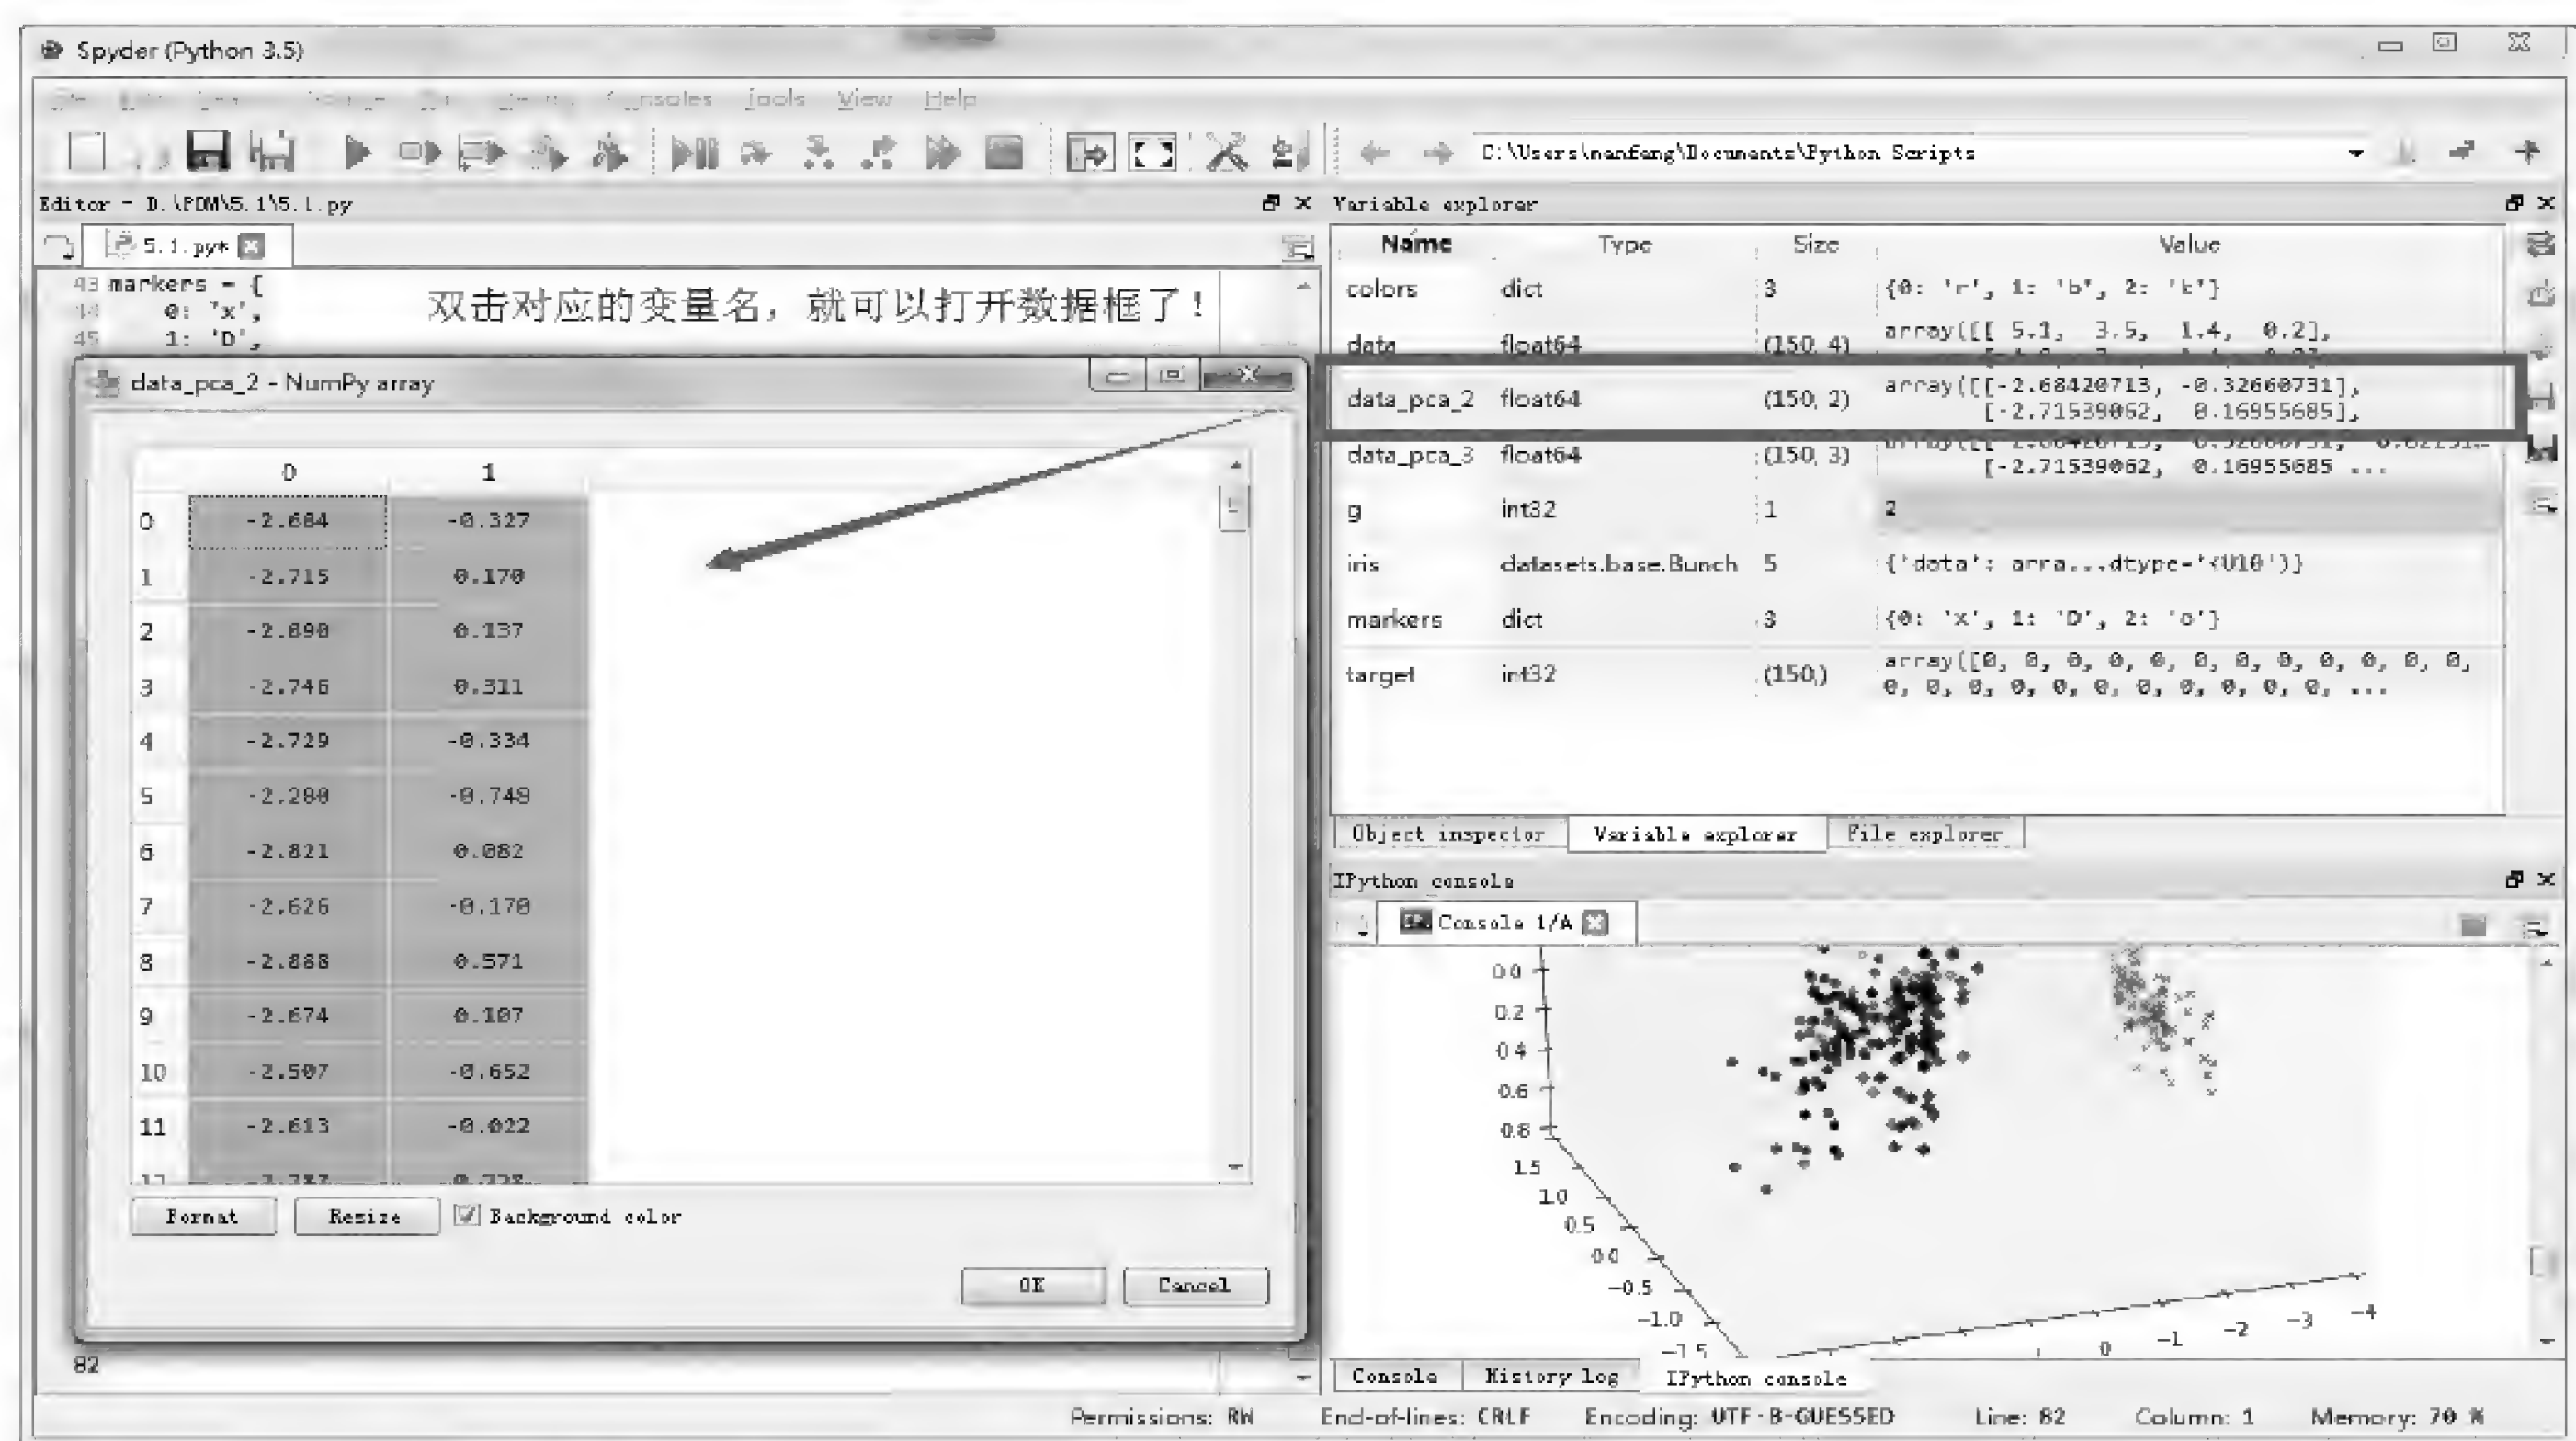 Spyder (Python 3.5)
Consoles Tools View Help
C:\Users\nanfang\Documents\Python Scripts
Editor - D:\PDM\5.1\5.1.py
5.1.py*
43 markers = {
44 0: 'x',
45 1: 'D',
双击对应的变量名，就可以打开数据框了!
data_pca_2 - NumPy array
0 1
0 -2.684 -0.327
1 -2.715 0.170
2 -2.890 0.137
3 -2.746 0.311
4 -2.729 -0.334
5 -2.280 -0.748
6 -2.821 0.082
7 -2.626 -0.170
8 -2.888 0.571
9 -2.674 0.107
10 -2.507 -0.652
11 -2.613 -0.022
Format Resize Background color
OK Cancel
82
Variable explorer
Name Type Size Value
colors dict 3 {0: 'r', 1: 'b', 2: 'k'}
data float64 (150, 4) array([[ 5.1, 3.5, 1.4, 0.2],
data_pca_2 float64 (150, 2) array([[-2.68420713, -0.32660731],
[-2.71539062, 0.16955685],
data_pca_3 float64 (150, 3)
[-2.71539062, 0.16955685 ...
g int32 1 2
iris datasets.base.Bunch 5 {'data': arra...dtype='<U10')}
markers dict 3 {0: 'x', 1: 'D', 2: 'o'}
target int32 (150,) array([0, 0, 0, 0, 0, 0, 0, 0, 0, 0, 0, 0,
0, 0, 0, 0, 0, 0, 0, 0, 0, 0, 0, ...
Object inspector Variable explorer File explorer
IPython console
Console 1/A
0.0
0.2
0.4
0.6
0.8
1.5
1.0
0.5
0.0
−0.5
−1.0
−1.5
0 −1 −2 −3 −4
Console History log IPython console
Permissions: RW End-of-lines: CRLF Encoding: UTF-8-GUESSED Line: 82 Column: 1 Memory: 70 %